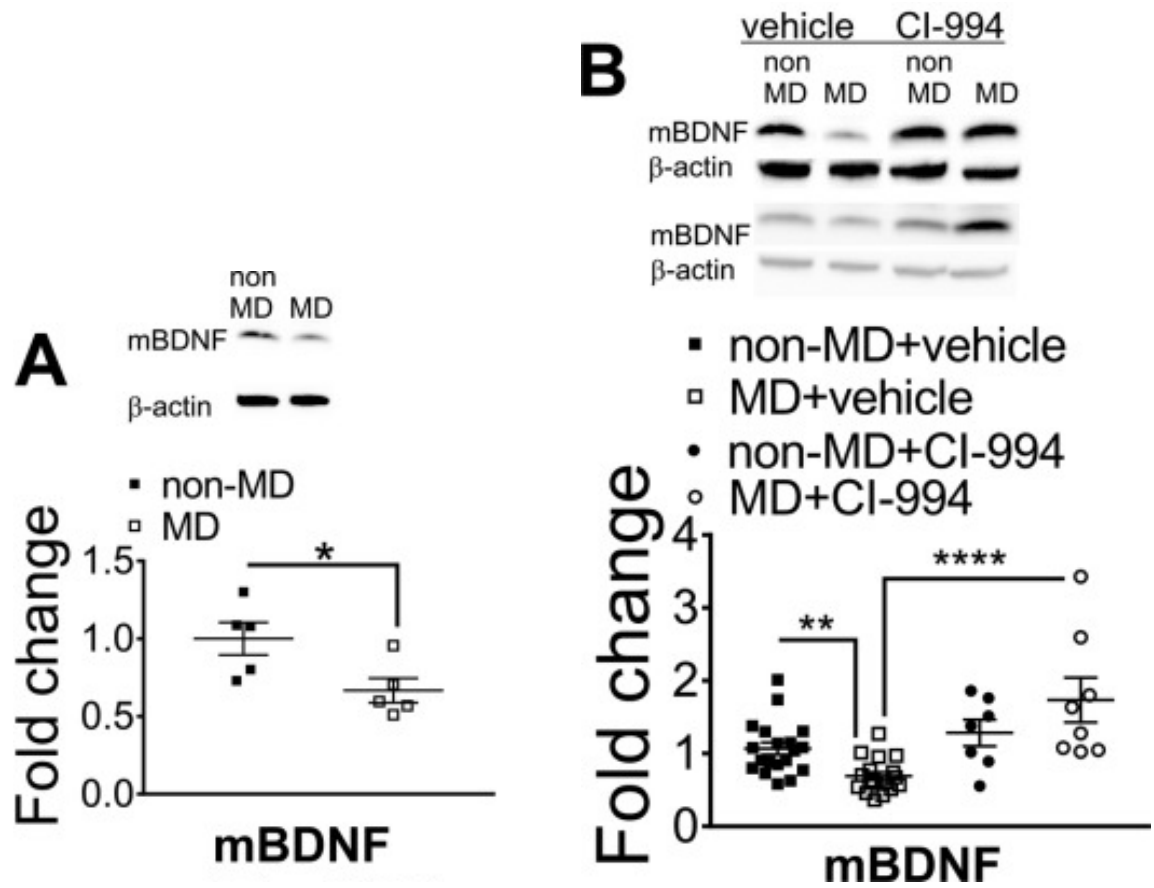 A
non
MD MD
mBDNF
β-actin
■ non-MD
□ MD
Fold change
1.5
1.0
0.5
0.0
*
mBDNF
B
vehicle CI-994
non non
MD MD MD MD
mBDNF
β-actin
mBDNF
β-actin
■ non-MD+vehicle
□ MD+vehicle
● non-MD+CI-994
○ MD+CI-994
Fold change
4
3
2
1
0
**
****
mBDNF